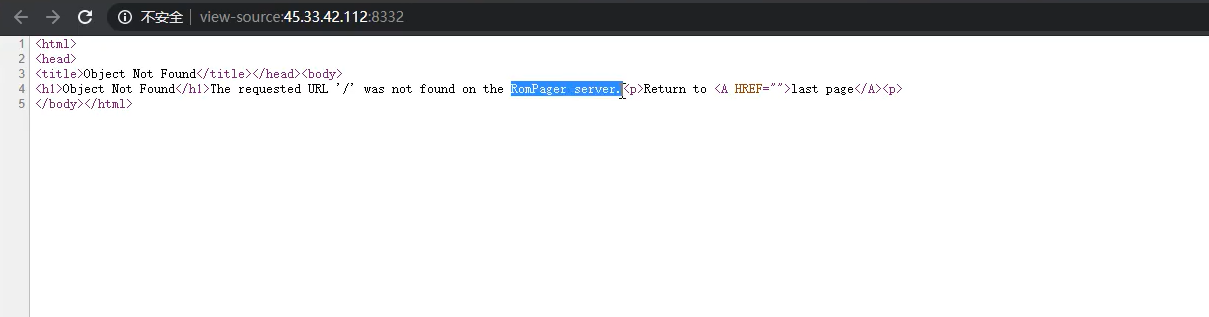 不安全 | view-source:45.33.42.112:8332
1 <html>
2 <head>
3 <title>Object Not Found</title></head><body>
4 <h1>Object Not Found</h1>The requested URL '/' was not found on the RomPager server.<p>Return to <A HREF="">last page</A><p>
5 </body></html>